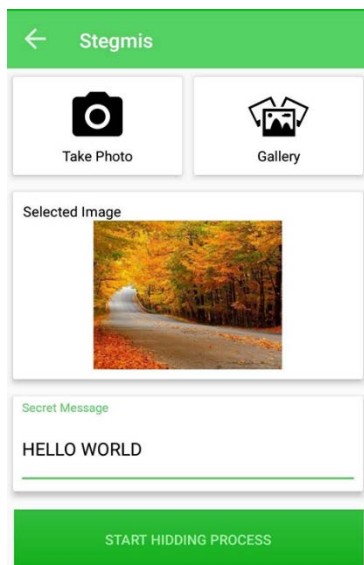 Stegmis
Take Photo
Gallery
Selected Image
Secret Message
HELLO WORLD
START HIDDING PROCESS